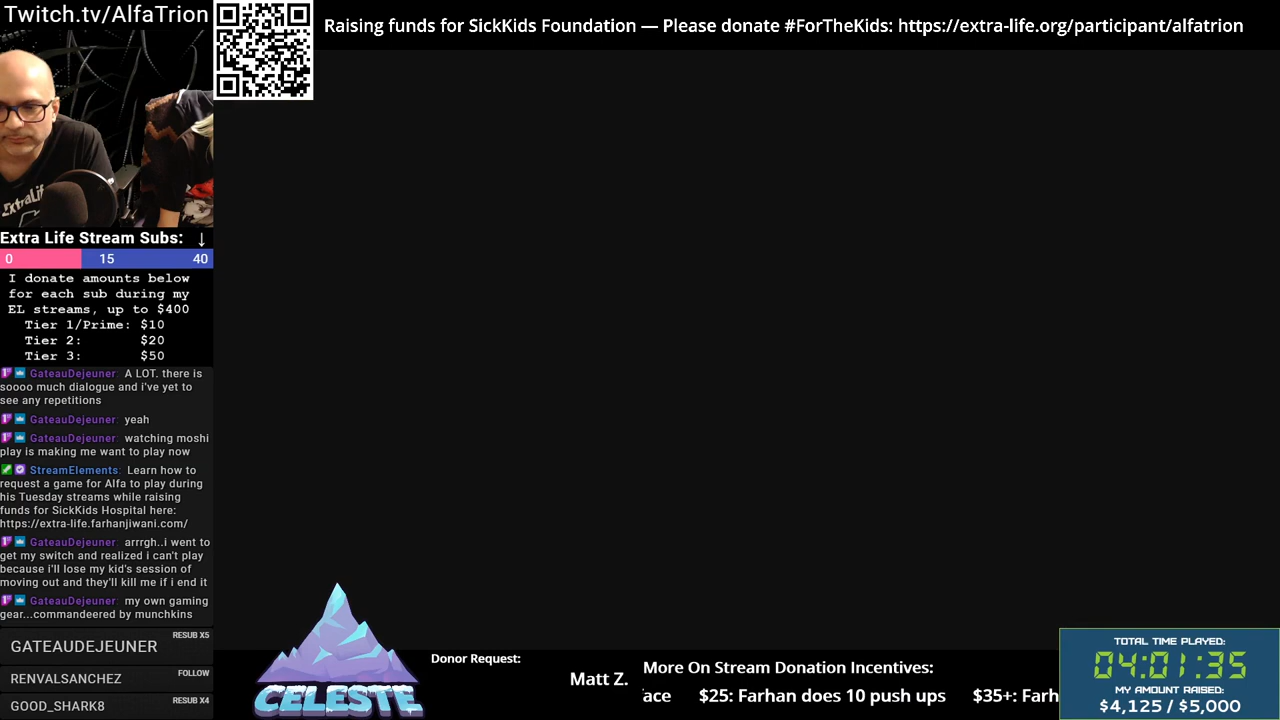 Twitch.tv/AlfaTrion
Raising funds for SickKids Foundation — Please donate #ForTheKids: https://extra-life.org/participant/alfatrion
ExtraLif
Extra Life Stream Subs: ↓
0 15 40
I donate amounts below
for each sub during my
EL streams, up to $400
Tier 1/Prime: $10
Tier 2: $20
Tier 3: $50
GateauDejeuner: A LOT. there is
soooo much dialogue and i've yet to
see any repetitions
GateauDejeuner: yeah
GateauDejeuner: watching moshi
play is making me want to play now
StreamElements: Learn how to
request a game for Alfa to play during
his Tuesday streams while raising
funds for SickKids Hospital here:
https://extra-life.farhanjiwani.com/
GateauDejeuner: arrrgh..i went to
get my switch and realized i can't play
because i'll lose my kid's session of
moving out and they'll kill me if i end it
GateauDejeuner: my own gaming
gear...commandeered by munchkins
GATEAUDEJEUNER RESUB X5
RENVALSANCHEZ FOLLOW
GOOD_SHARK8 RESUB X4
CELESTE
Donor Request:
Matt Z.
More On Stream Donation Incentives:
ace $25: Farhan does 10 push ups $35+: Farh
TOTAL TIME PLAYED:
04:01:35
MY AMOUNT RAISED:
$4,125 / $5,000